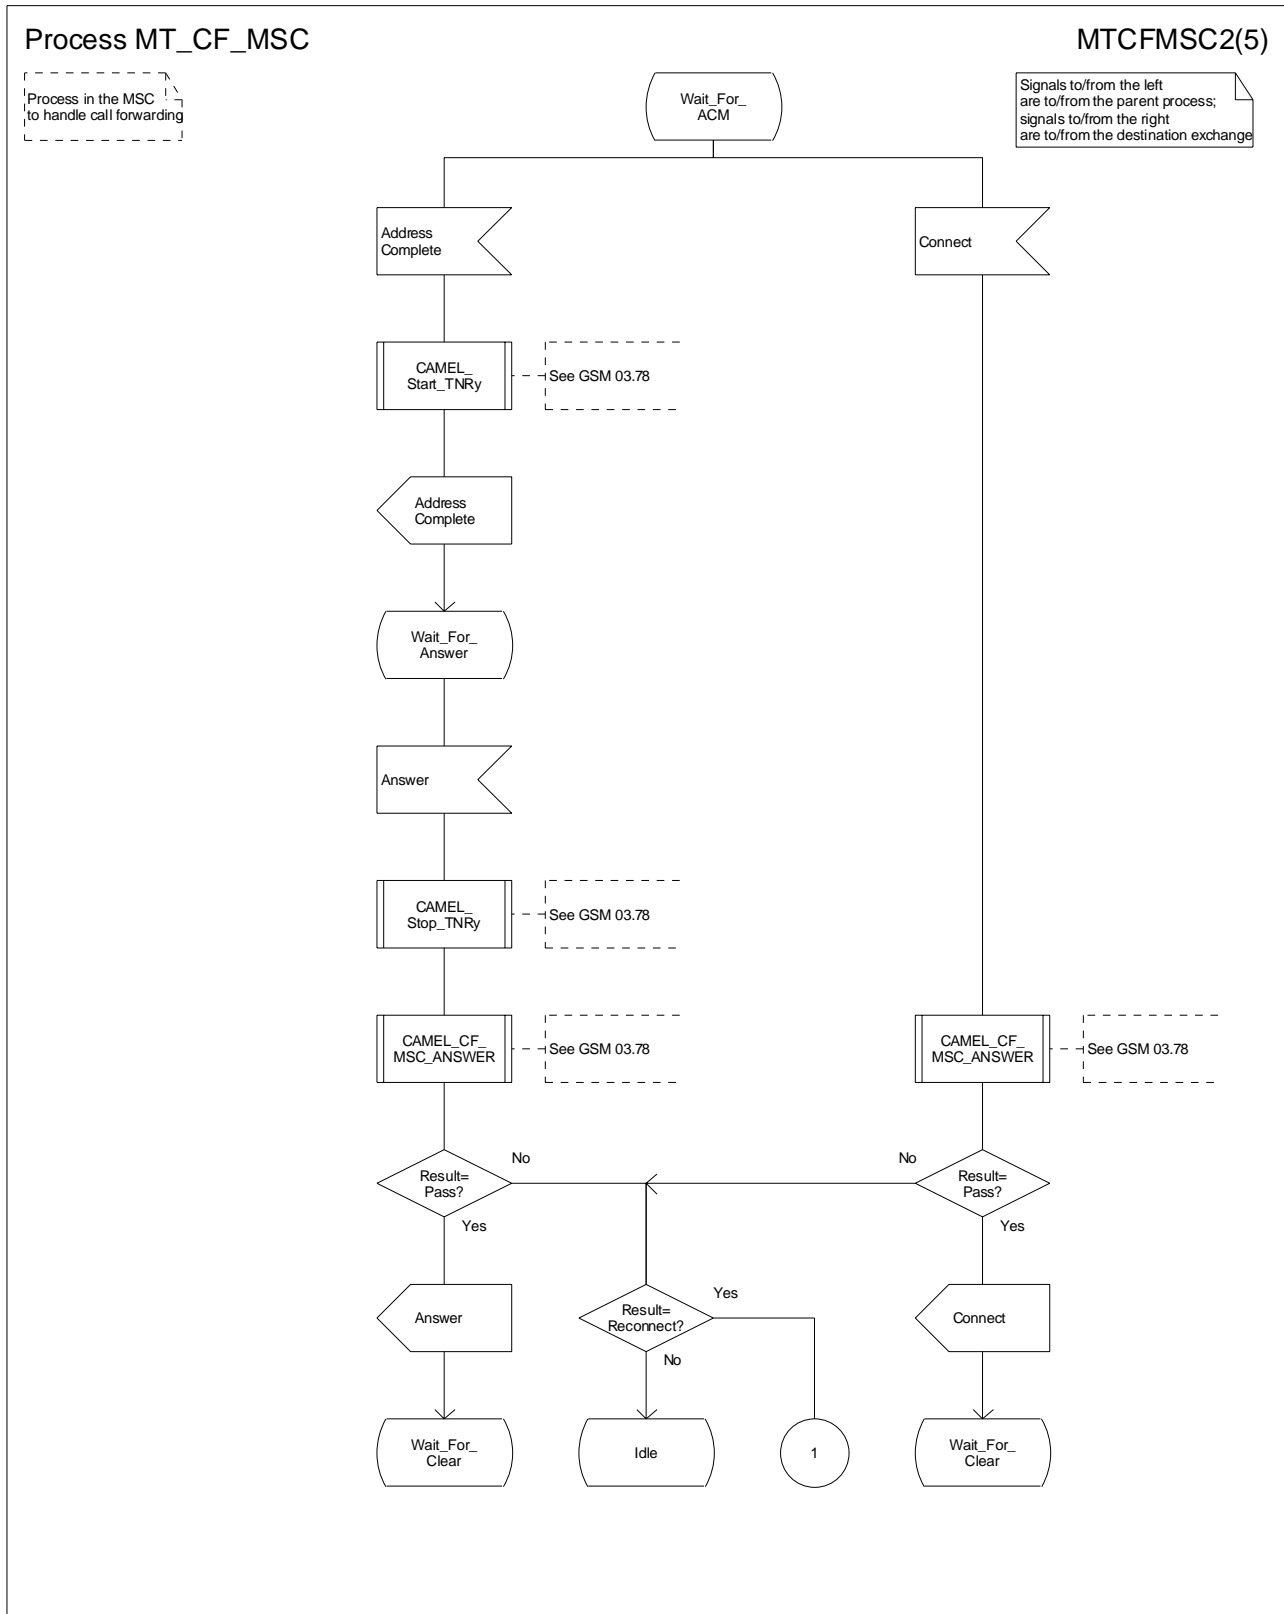 Process MT_CF_MSC
MTCFMSC2(5)
Process in the MSC
to handle call forwarding
Signals to/from the left
are to/from the parent process;
signals to/from the right
are to/from the destination exchange
Wait_For_
ACM
Address
Complete
Connect
CAMEL_
Start_TNRy
See GSM 03.78
Address
Complete
Wait_For_
Answer
Answer
CAMEL_
Stop_TNRy
See GSM 03.78
CAMEL_CF_
MSC_ANSWER
See GSM 03.78
CAMEL_CF_
MSC_ANSWER
See GSM 03.78
Result=
Pass?
No
Yes
No
Result=
Pass?
Yes
Answer
Result=
Reconnect?
Yes
No
Connect
Wait_For_
Clear
Idle
1
Wait_For_
Clear